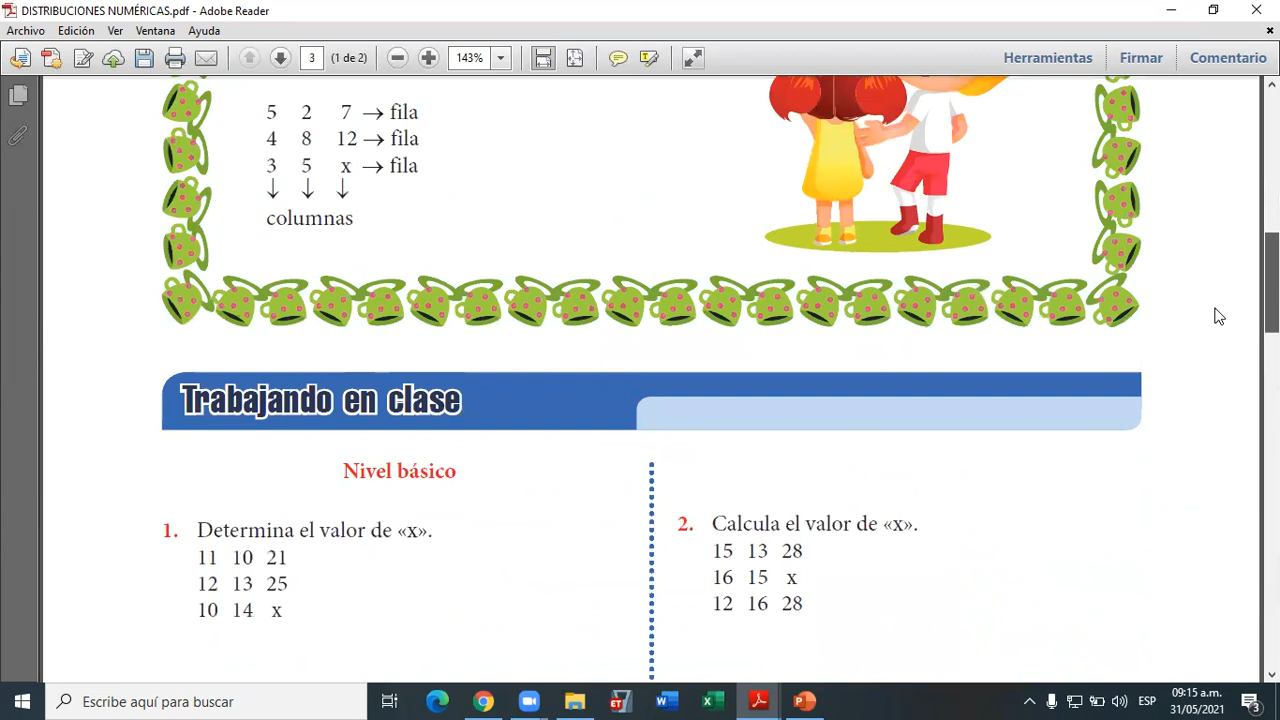 DISTRIBUCIONES NUMÉRICAS.pdf - Adobe Reader
Archivo Edición Ver Ventana Ayuda
3 (1 de 2) 143% Herramientas Firmar Comentario
5 2 7 → fila
4 8 12 → fila
3 5 x → fila
↓ ↓ ↓
columnas
Trabajando en clase
Nivel básico
1. Determina el valor de «x».
11 10 21
12 13 25
10 14 x
2. Calcula el valor de «x».
15 13 28
16 15 x
12 16 28
Escribe aquí para buscar
ESP
09:15 a.m.
31/05/2021
3